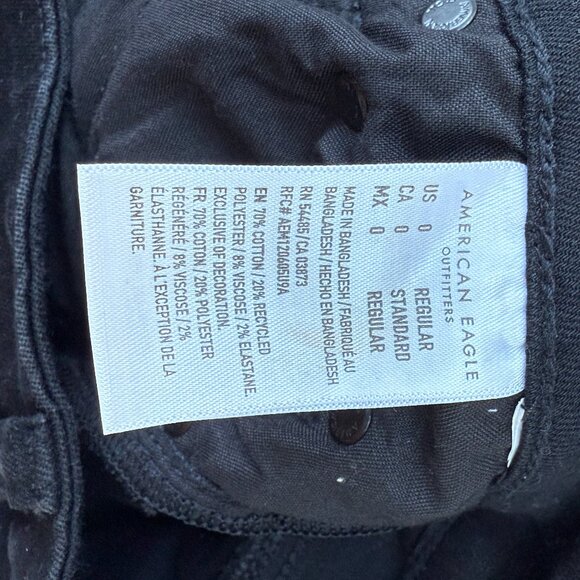 AMERICAN EAGLE
OUTFITTERS
US 0 REGULAR
CA 0 STANDARD
MX 0 REGULAR
MADE IN BANGLADESH / FABRIQUÉ AU
BANGLADESH / HECHO EN BANGLADESH
RN 54485 / CA 03873
RFC# AEM1206065U9A
EN 70% COTTON / 20% RECYCLED
POLYESTER / 8% VISCOSE / 2% ELASTANE.
EXCLUSIVE OF DECORATION.
FR 70% COTON / 20% POLYESTER
RÉGÉNÉRÉ / 8% VISCOSE / 2%
ÉLASTHANNE. À L'EXCEPTION DE LA
GARNITURE.